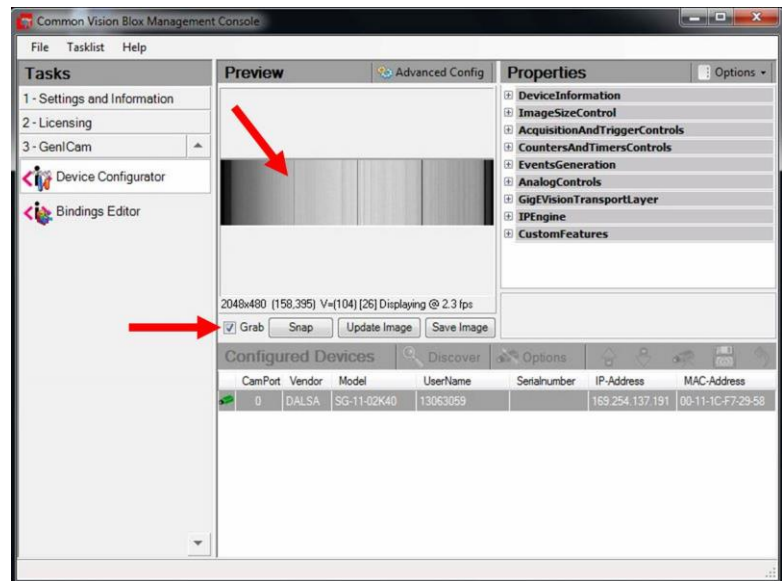 Common Vision Blox Management Console
File Tasklist Help
Tasks
1 - Settings and Information
2 - Licensing
3 - GenICam
Device Configurator
Bindings Editor
Preview Advanced Config
2048x480 (158,395) V=(104) [26] Displaying @ 2.3 fps
Grab Snap Update Image Save Image
Properties Options
DeviceInformation
ImageSizeControl
AcquisitionAndTriggerControls
CountersAndTimersControls
EventsGeneration
AnalogControls
GigEVisionTransportLayer
IPEngine
CustomFeatures
Configured Devices Discover Options
CamPort Vendor Model UserName Serialnumber IP-Address MAC-Address
0 DALSA SG-11-02K40 13063059 169.254.137.191 00-11-1C-F7-29-58